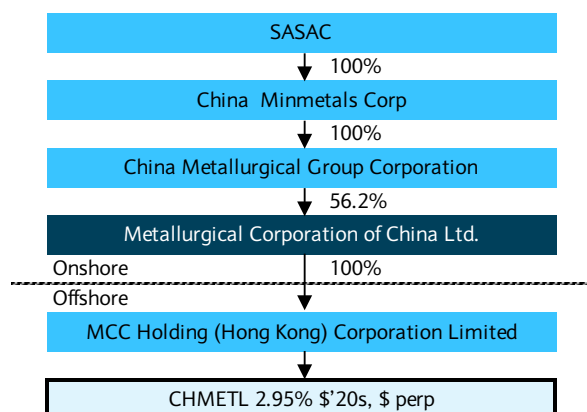 SASAC
100%
China Minmetals Corp
100%
China Metallurgical Group Corporation
56.2%
Metallurgical Corporation of China Ltd.
Onshore 100%
Offshore
MCC Holding (Hong Kong) Corporation Limited
CHMETL 2.95% $'20s, $ perp